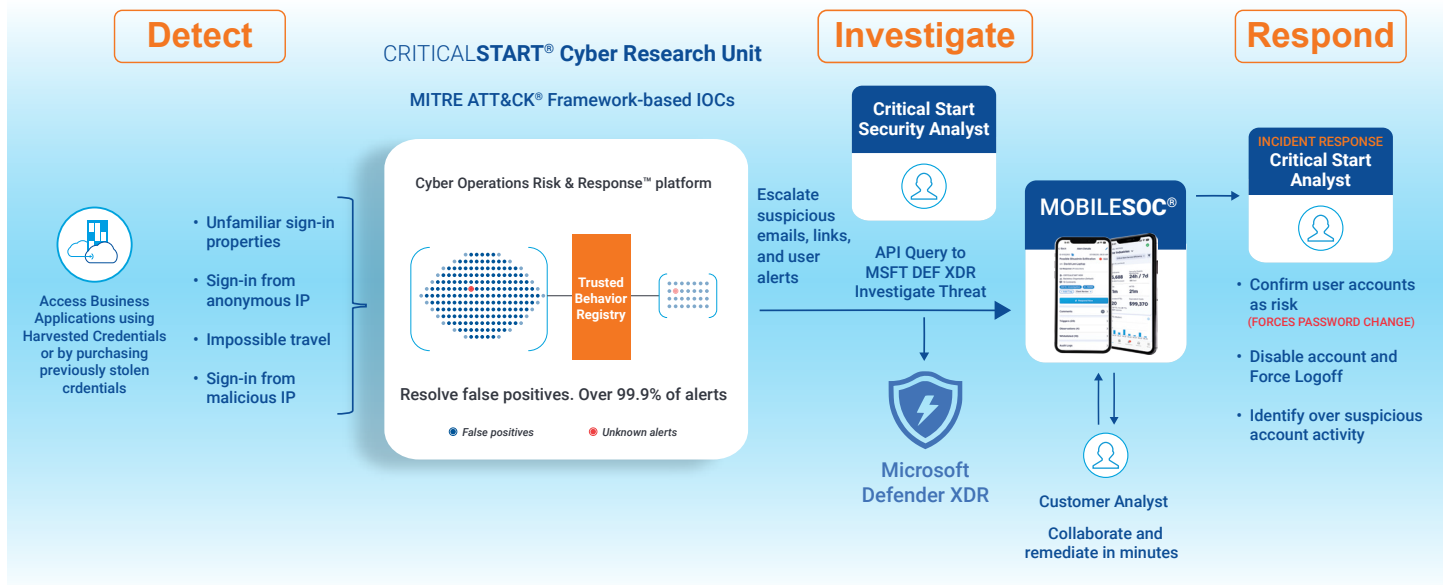 Detect
Investigate
Respond
CRITICALSTART® Cyber Research Unit
MITRE ATT&CK® Framework-based IOCs
Access Business
Applications using
Harvested Credentials
or by purchasing
previously stolen
crdentials
• Unfamiliar sign-in
properties
• Sign-in from
anonymous IP
• Impossible travel
• Sign-in from
malicious IP
Cyber Operations Risk & Response™ platform
Trusted
Behavior
Registry
Resolve false positives. Over 99.9% of alerts
False positives
Unknown alerts
Escalate
suspicious
emails, links,
and user
alerts
Critical Start
Security Analyst
API Query to
MSFT DEF XDR
Investigate Threat
Microsoft
Defender XDR
MOBILESOC®
24h / 7d
$99,370
Customer Analyst
Collaborate and
remediate in minutes
INCIDENT RESPONSE
Critical Start
Analyst
• Confirm user accounts
as risk
(FORCES PASSWORD CHANGE)
• Disable account and
Force Logoff
• Identify over suspicious
account activity